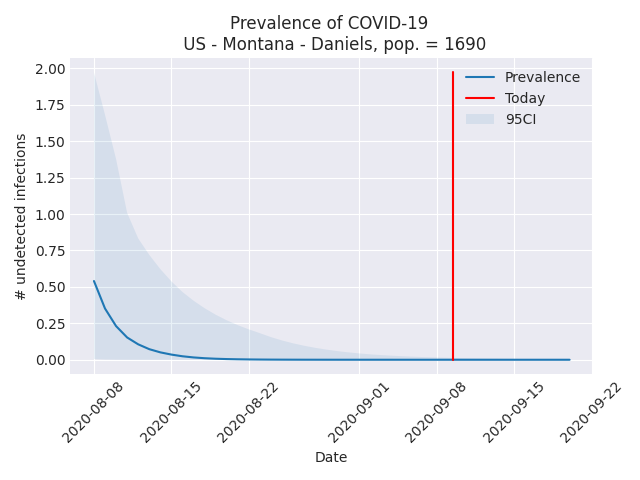 Prevalence of COVID-19
US - Montana - Daniels, pop. = 1690
# undetected infections
2.00
1.75
1.50
1.25
1.00
0.75
0.50
0.25
0.00
Prevalence
Today
95CI
2020-08-08
2020-08-15
2020-08-22
2020-09-01
2020-09-08
2020-09-15
2020-09-22
Date